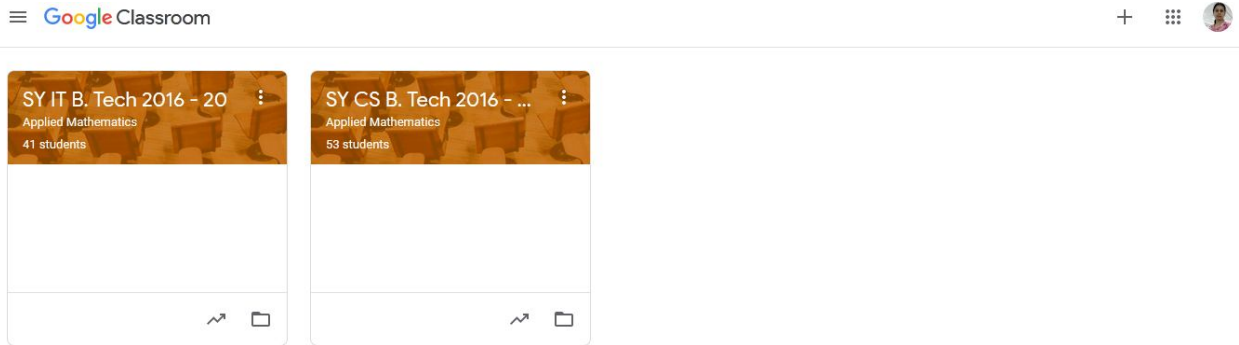 Google Classroom
SY IT B. Tech 2016 - 20
Applied Mathematics
41 students
SY CS B. Tech 2016 - ...
Applied Mathematics
53 students